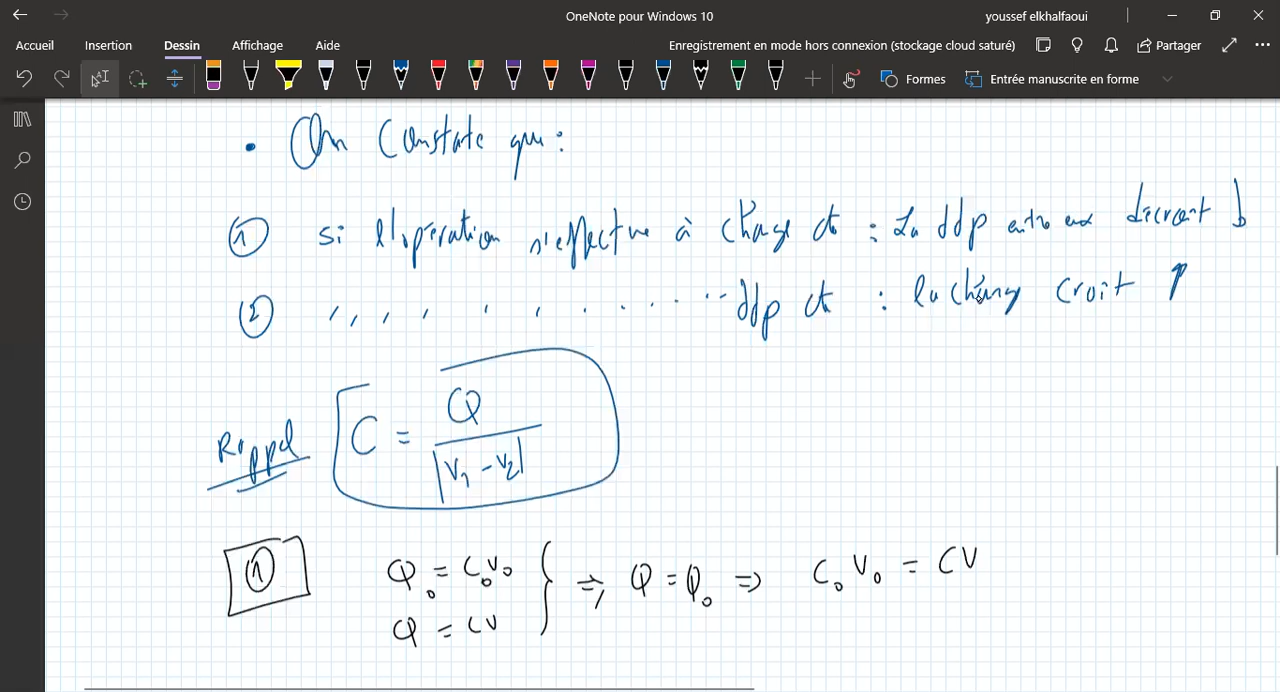 OneNote pour Windows 10
youssef elkhalfaoui
Accueil Insertion Dessin Affichage Aide
Enregistrement en mode hors connexion (stockage cloud saturé)
Partager
Formes
Entrée manuscrite en forme
• On Constate que :
① si l'opération s'effectue à charge ct : La ddp entre eux décroit ↓
② ,, ,, ' ' . . . . . . ddp ct : la charge croit ↑
Rappel C = Q / |V1 - V2|
① Q0 = C0V0 } ⇒ Q = Q0 ⇒ C0V0 = CV
Q = CV